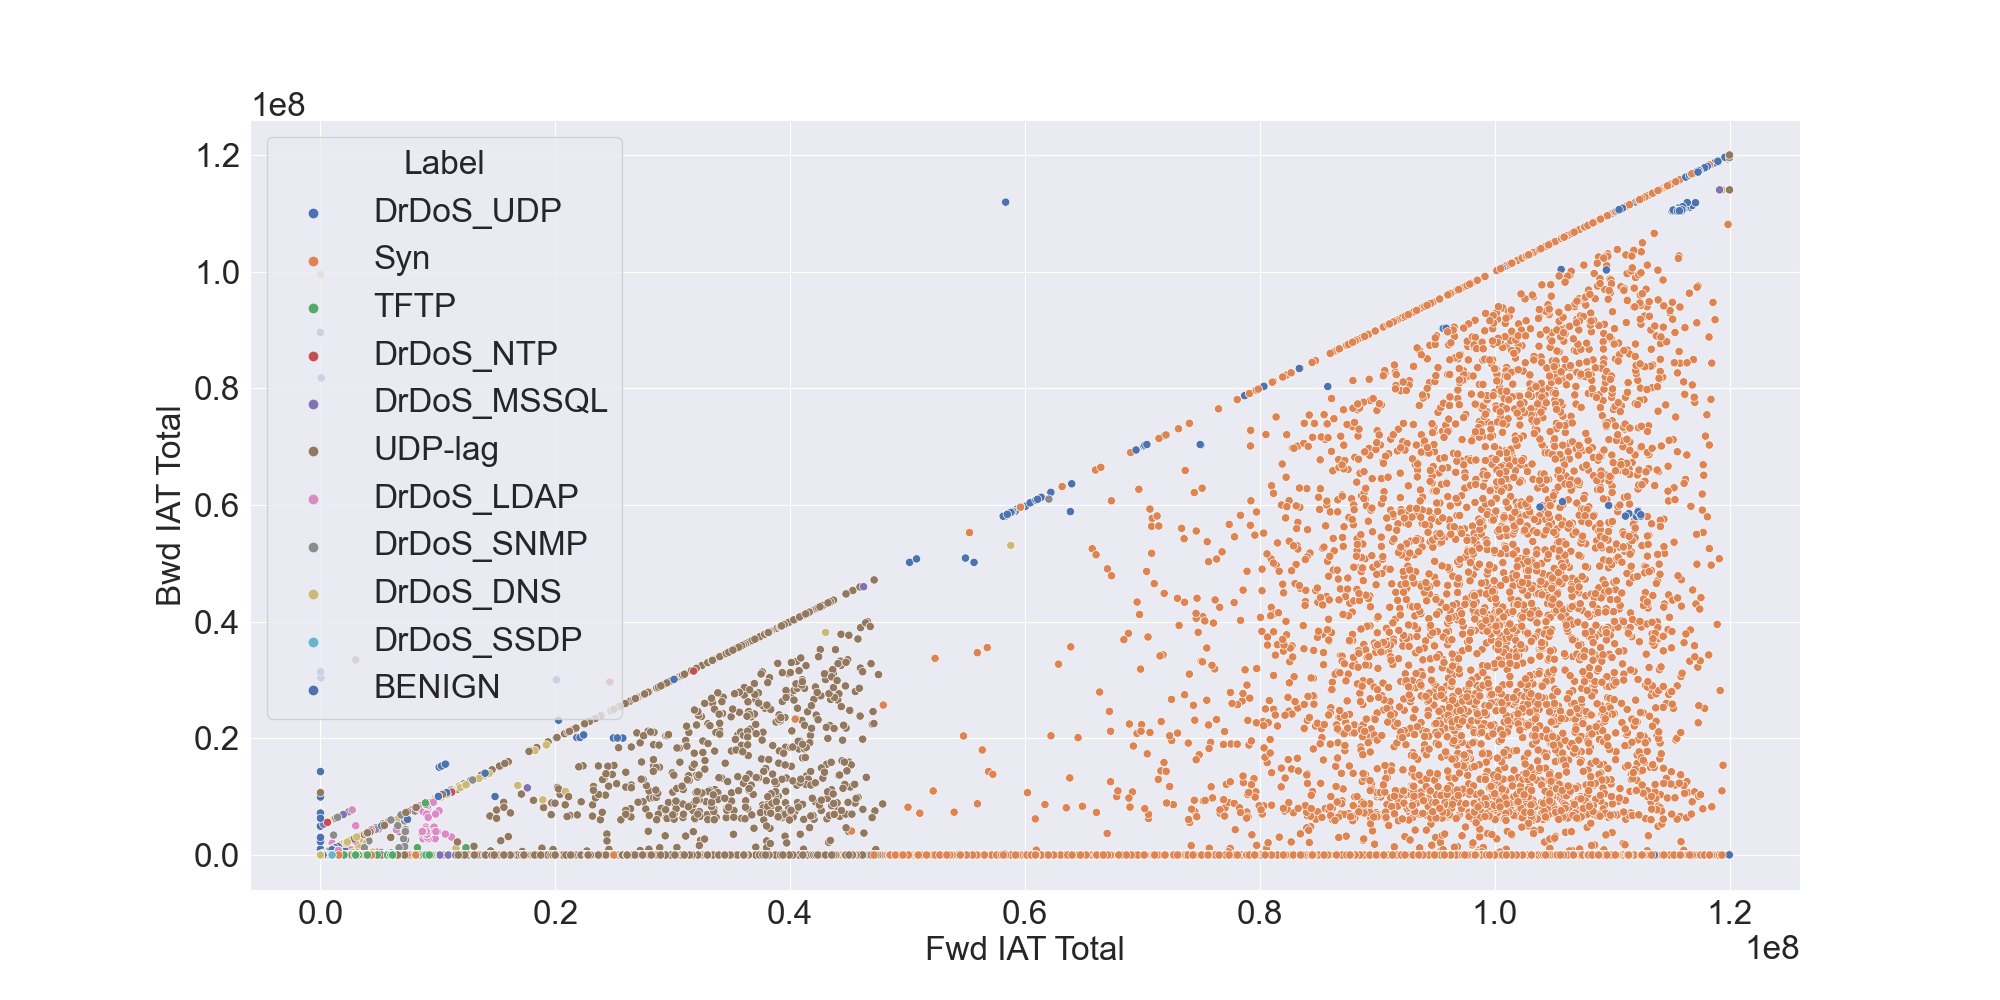 1e8
1.2
1.0
0.8
0.6
0.4
0.2
0.0
Bwd IAT Total
Label
DrDoS_UDP
Syn
TFTP
DrDoS_NTP
DrDoS_MSSQL
UDP-lag
DrDoS_LDAP
DrDoS_SNMP
DrDoS_DNS
DrDoS_SSDP
BENIGN
0.0 0.2 0.4 0.6 0.8 1.0 1.2
Fwd IAT Total
1e8